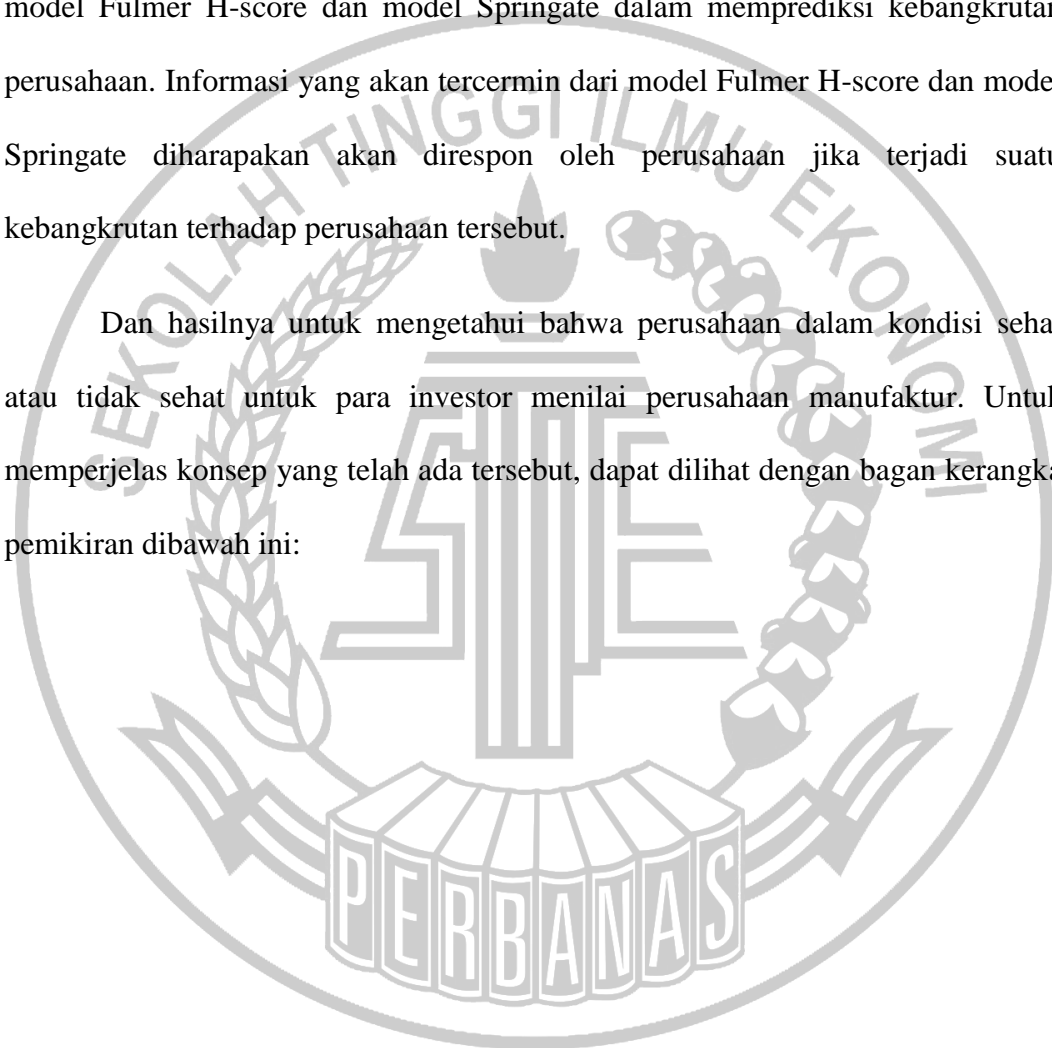 model Fulmer H-score dan model Springate dalam memprediksi kebangkrutan
perusahaan. Informasi yang akan tercermin dari model Fulmer H-score dan model
Springate diharapakan akan direspon oleh perusahaan jika terjadi suatu
kebangkrutan terhadap perusahaan tersebut.
Dan hasilnya untuk mengetahui bahwa perusahaan dalam kondisi sehat
atau tidak sehat untuk para investor menilai perusahaan manufaktur. Untuk
memperjelas konsep yang telah ada tersebut, dapat dilihat dengan bagan kerangka
pemikiran dibawah ini:
SEKOLAH TINGGI ILMU EKONOMI
STIE
PERBANAS